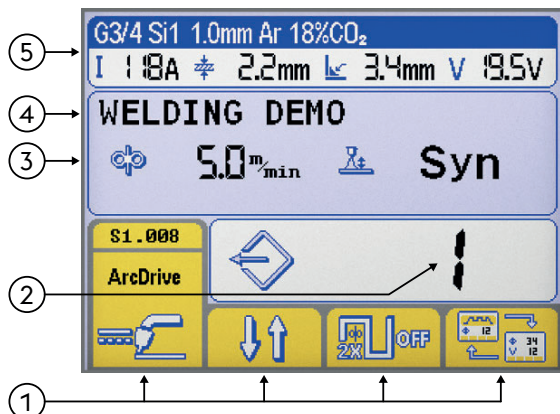 G3/4 Si1 1.0mm Ar 18%CO₂
I 118A 2.2mm 3.4mm V 19.5V
WELDING DEMO
5.0 m/min Syn
S1.008
ArcDrive
1
2X OFF
12
34
V 12
5
4
3
2
1